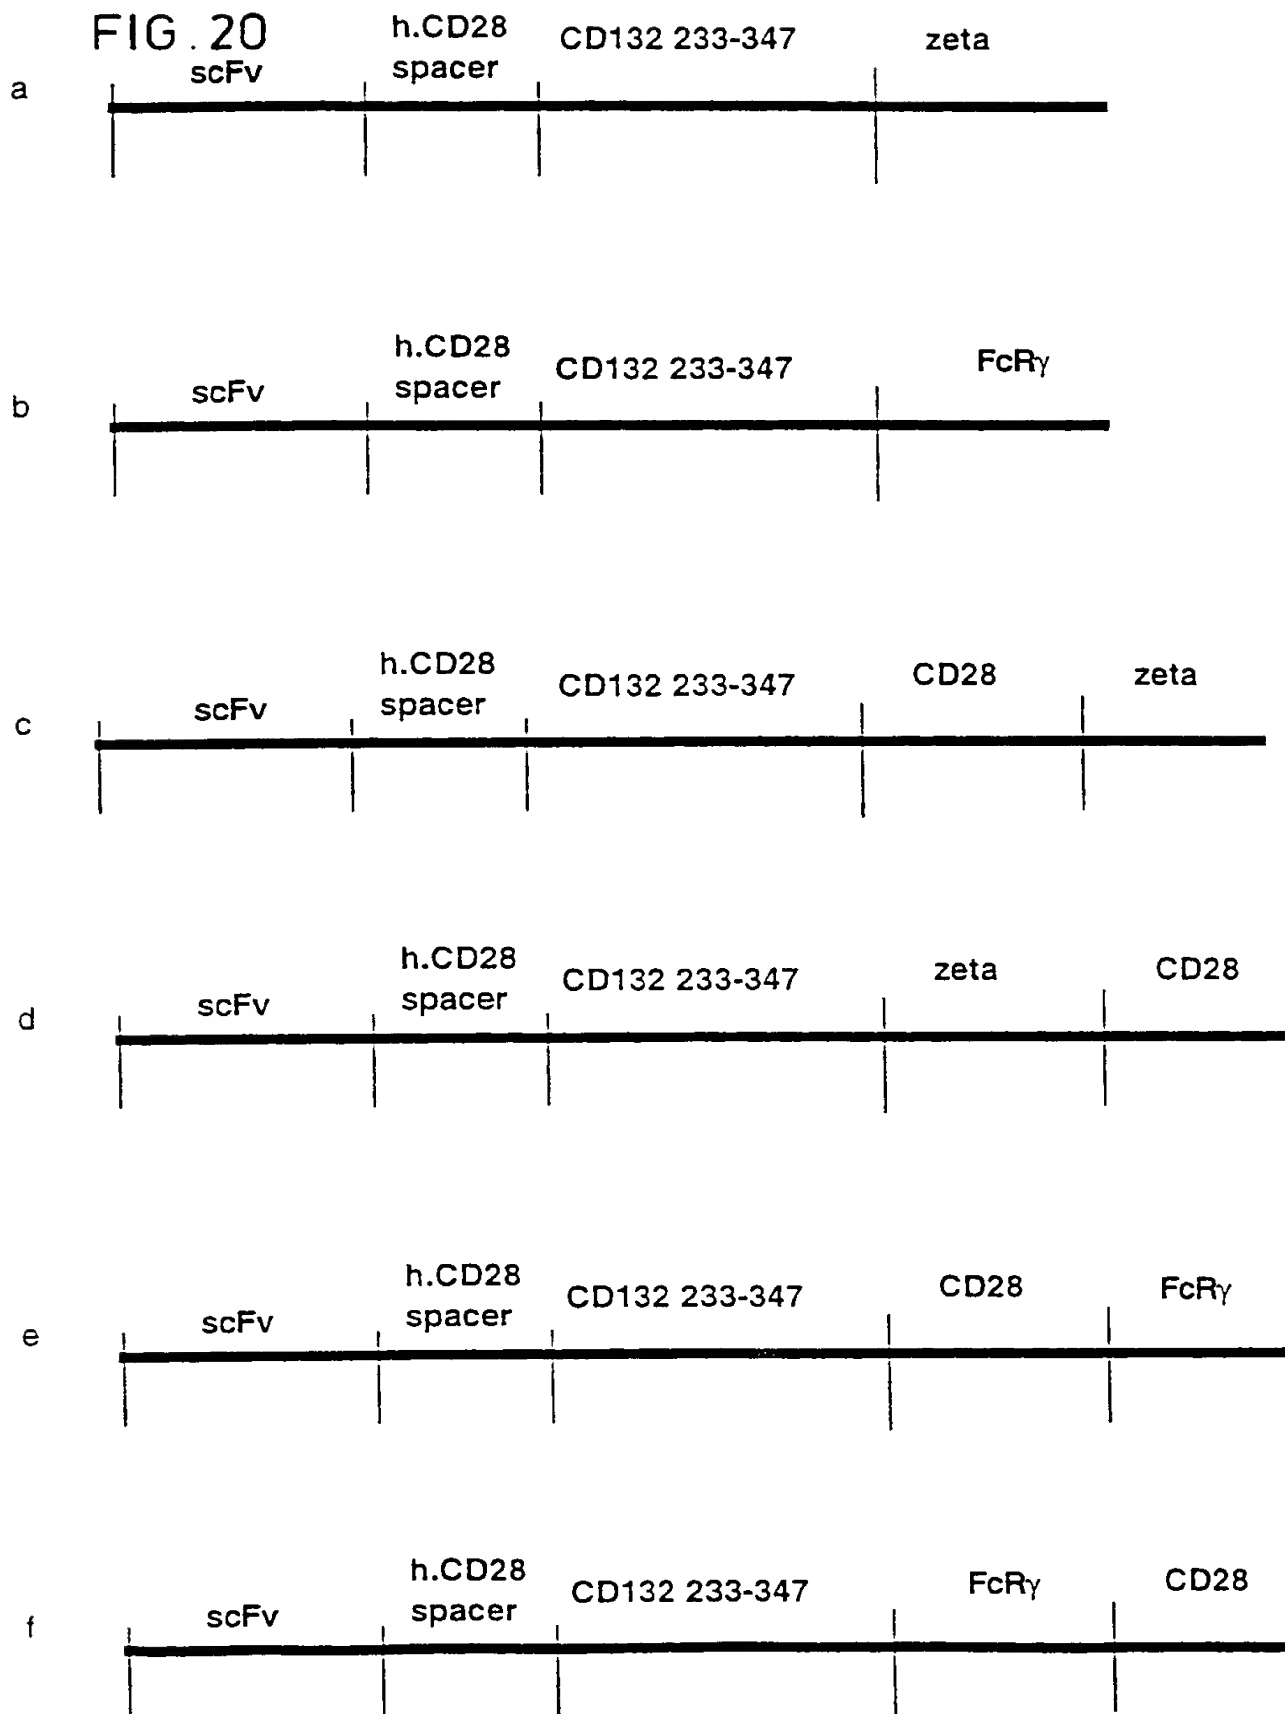 FIG. 20
a
scFv
h.CD28
spacer
CD132 233-347
zeta
b
scFv
h.CD28
spacer
CD132 233-347
FcRγ
c
scFv
h.CD28
spacer
CD132 233-347
CD28
zeta
d
scFv
h.CD28
spacer
CD132 233-347
zeta
CD28
e
scFv
h.CD28
spacer
CD132 233-347
CD28
FcRγ
f
scFv
h.CD28
spacer
CD132 233-347
FcRγ
CD28